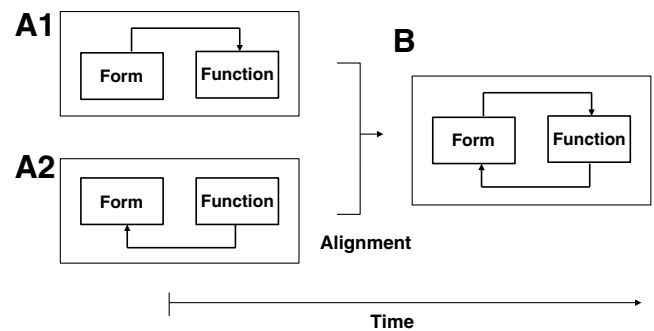 A1
Form
Function
A2
Form
Function
Alignment
B
Form
Function
Time